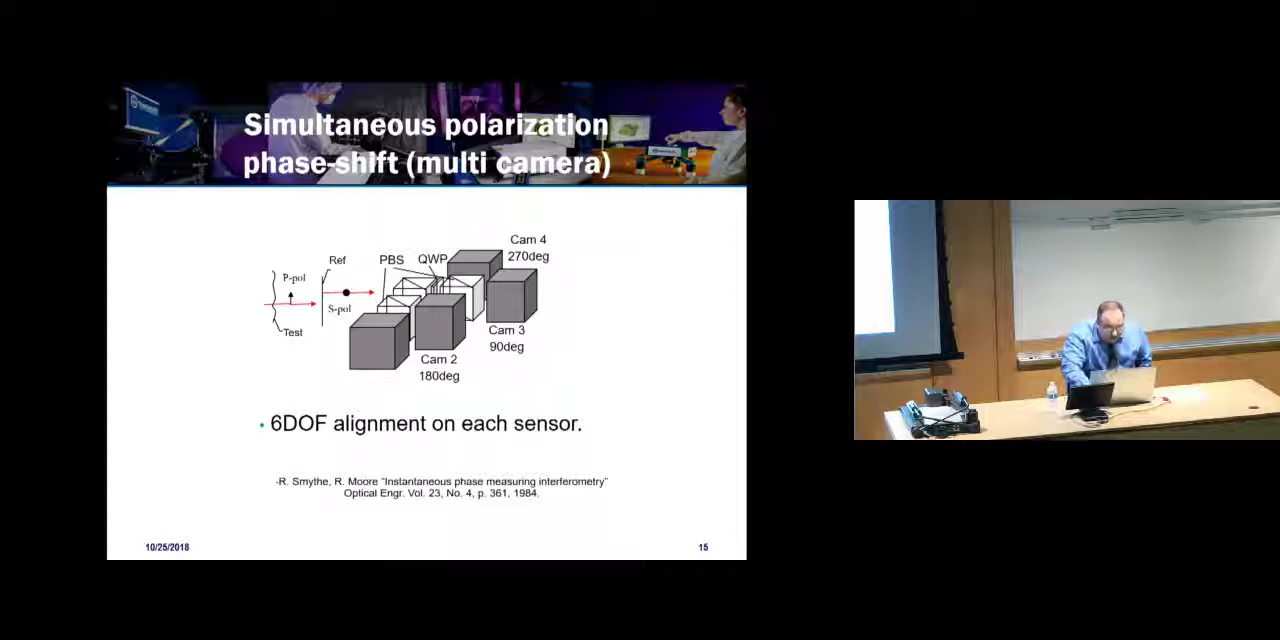 Simultaneous polarization
phase-shift (multi camera)
Cam 4
270deg
Ref
PBS
QWP
P-pol
S-pol
Test
Cam 3
90deg
Cam 2
180deg
• 6DOF alignment on each sensor.
-R. Smythe, R. Moore “Instantaneous phase measuring interferometry”
Optical Engr. Vol. 23, No. 4, p. 361, 1984.
10/25/2018
15